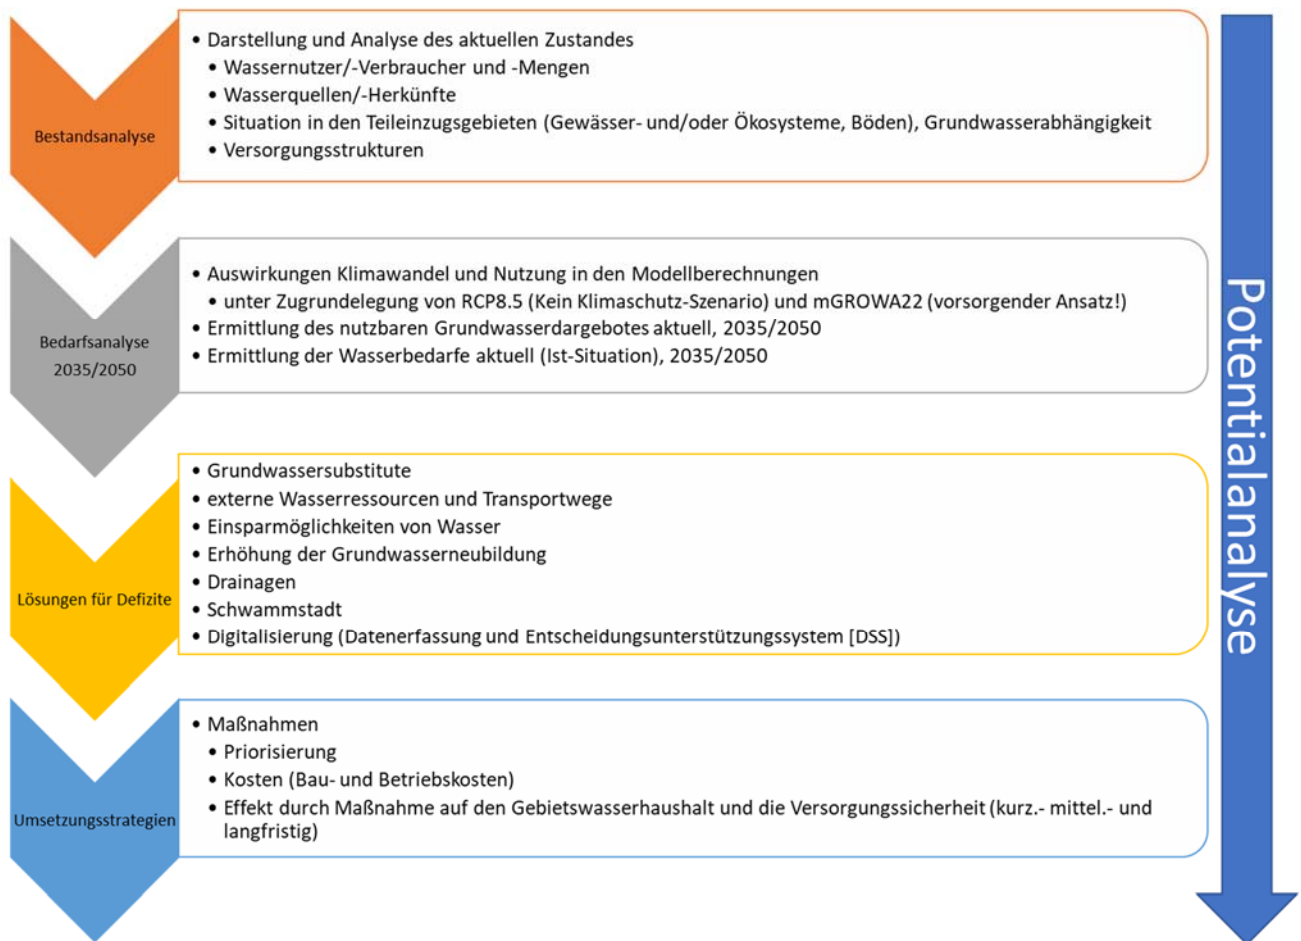 Bestandsanalyse
• Darstellung und Analyse des aktuellen Zustandes
• Wassernutzer/-Verbraucher und -Mengen
• Wasserquellen/-Herkünfte
• Situation in den Teileinzugsgebieten (Gewässer- und/oder Ökosysteme, Böden), Grundwasserabhängigkeit
• Versorgungsstrukturen
Bedarfsanalyse
2035/2050
• Auswirkungen Klimawandel und Nutzung in den Modellberechnungen
• unter Zugrundelegung von RCP8.5 (Kein Klimaschutz-Szenario) und mGROWA22 (vorsorgender Ansatz!)
• Ermittlung des nutzbaren Grundwasserdargebotes aktuell, 2035/2050
• Ermittlung der Wasserbedarfe aktuell (Ist-Situation), 2035/2050
Lösungen für Defizite
• Grundwassersubstitute
• externe Wasserressourcen und Transportwege
• Einsparmöglichkeiten von Wasser
• Erhöhung der Grundwasserneubildung
• Drainagen
• Schwammstadt
• Digitalisierung (Datenerfassung und Entscheidungsunterstützungssystem [DSS])
Umsetzungsstrategien
• Maßnahmen
• Priorisierung
• Kosten (Bau- und Betriebskosten)
• Effekt durch Maßnahme auf den Gebietswasserhaushalt und die Versorgungssicherheit (kurz.- mittel.- und
langfristig)
Potentialanalyse